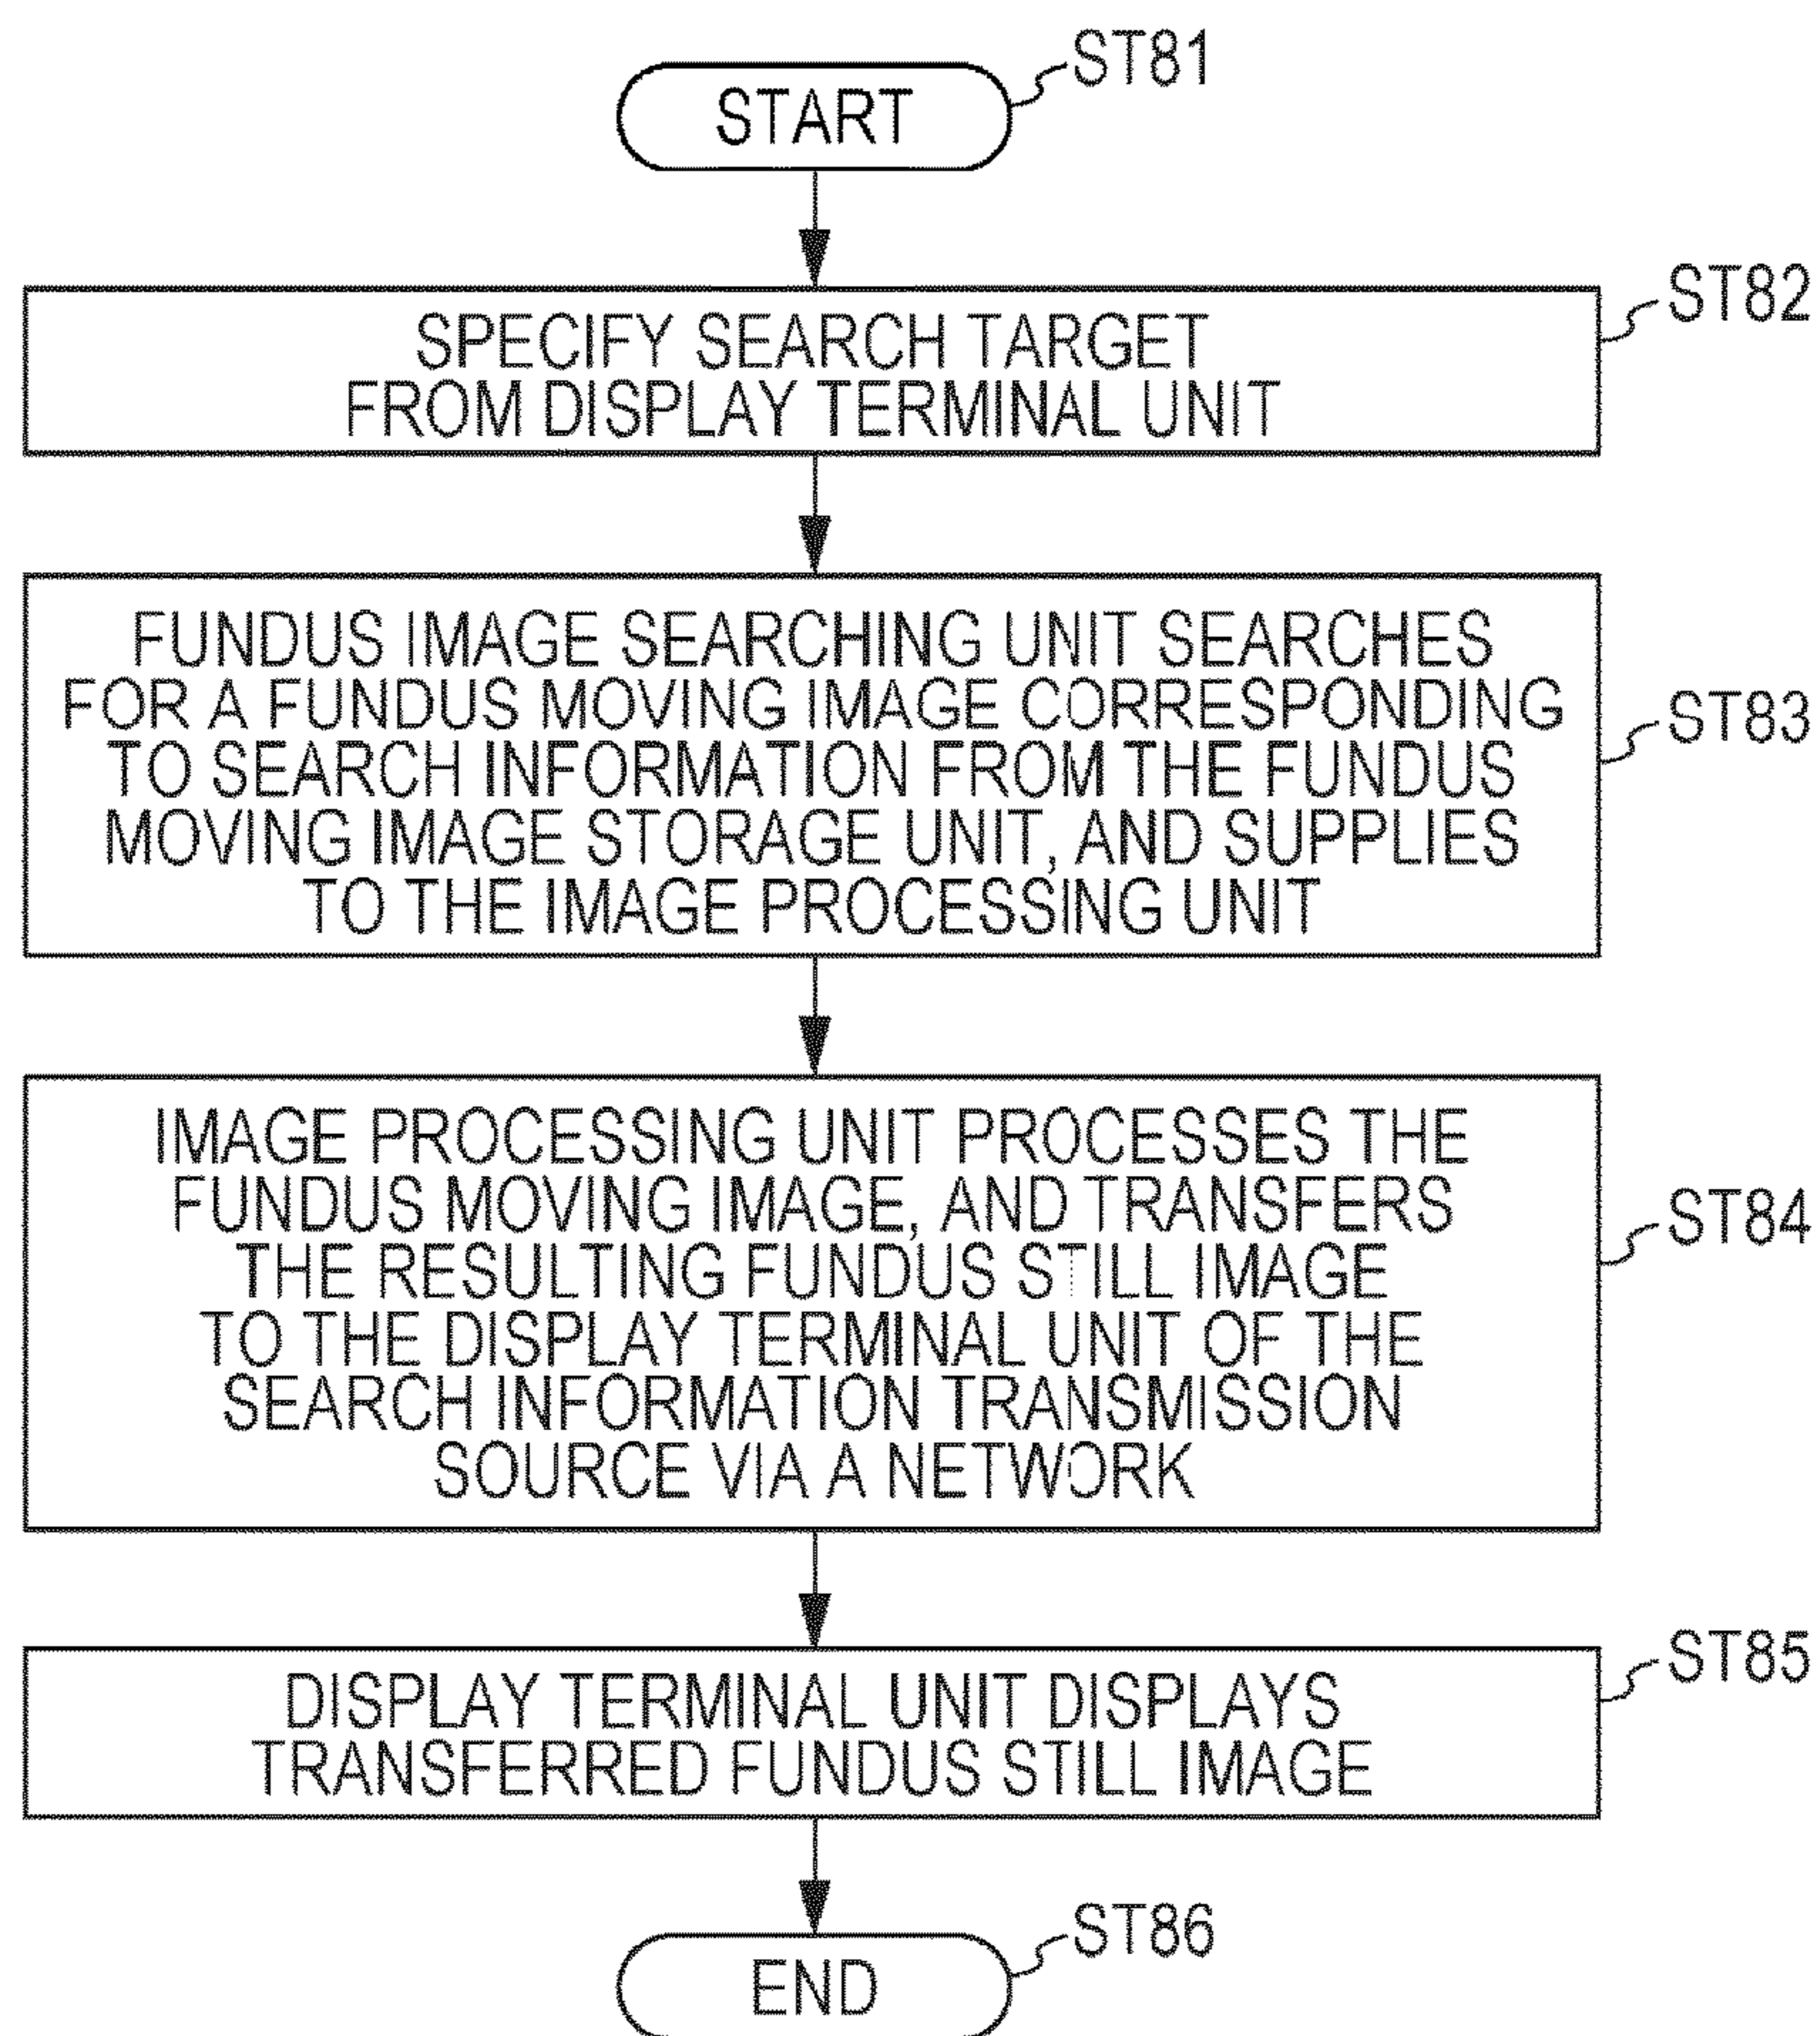 START
ST81
SPECIFY SEARCH TARGET
FROM DISPLAY TERMINAL UNIT
ST82
FUNDUS IMAGE SEARCHING UNIT SEARCHES
FOR A FUNDUS MOVING IMAGE CORRESPONDING
TO SEARCH INFORMATION FROM THE FUNDUS
MOVING IMAGE STORAGE UNIT, AND SUPPLIES
TO THE IMAGE PROCESSING UNIT
ST83
IMAGE PROCESSING UNIT PROCESSES THE
FUNDUS MOVING IMAGE, AND TRANSFERS
THE RESULTING FUNDUS STILL IMAGE
TO THE DISPLAY TERMINAL UNIT OF THE
SEARCH INFORMATION TRANSMISSION
SOURCE VIA A NETWORK
ST84
DISPLAY TERMINAL UNIT DISPLAYS
TRANSFERRED FUNDUS STILL IMAGE
ST85
END
ST86